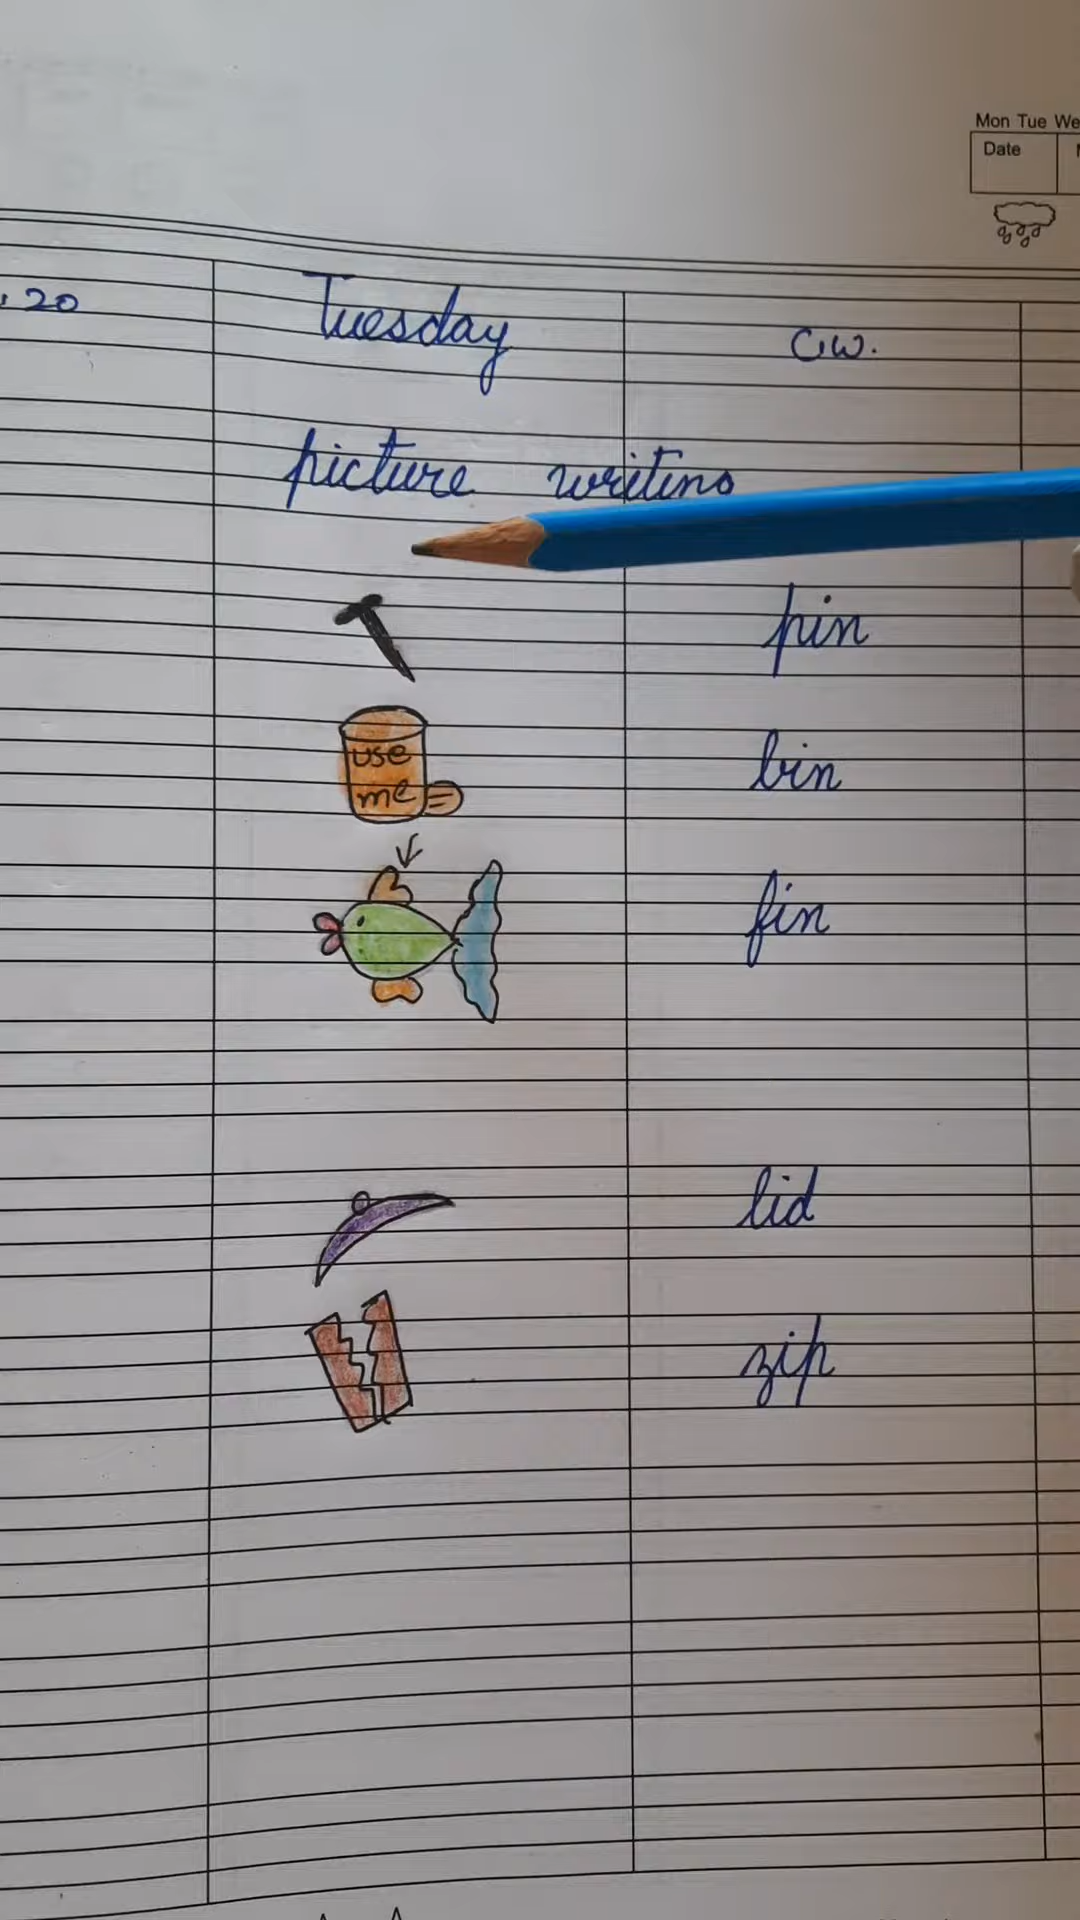 Mon Tue We
Date
. 20 Tuesday C.W.
picture writing
pin
use
me
bin
fin
lid
zip